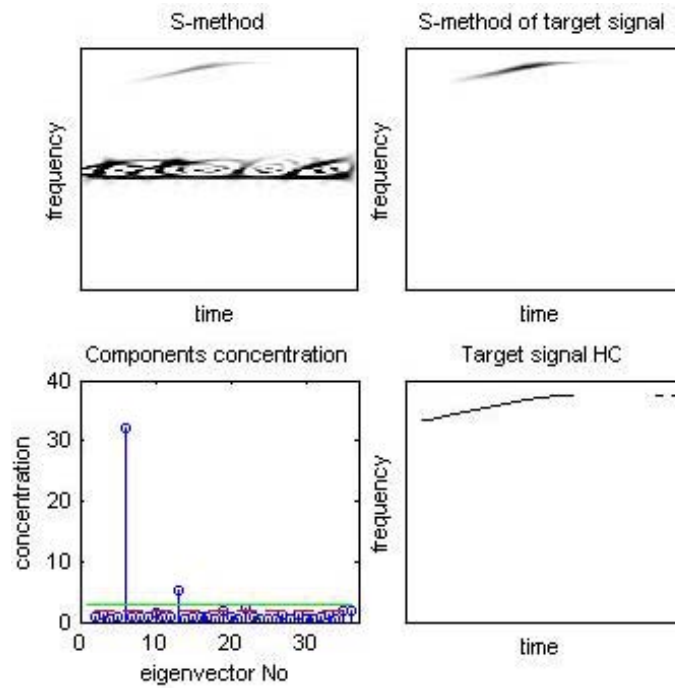 S-method
frequency
time
S-method of target signal
frequency
time
Components concentration
concentration
40
30
20
10
0
0 10 20 30
eigenvector No
Target signal HC
frequency
time